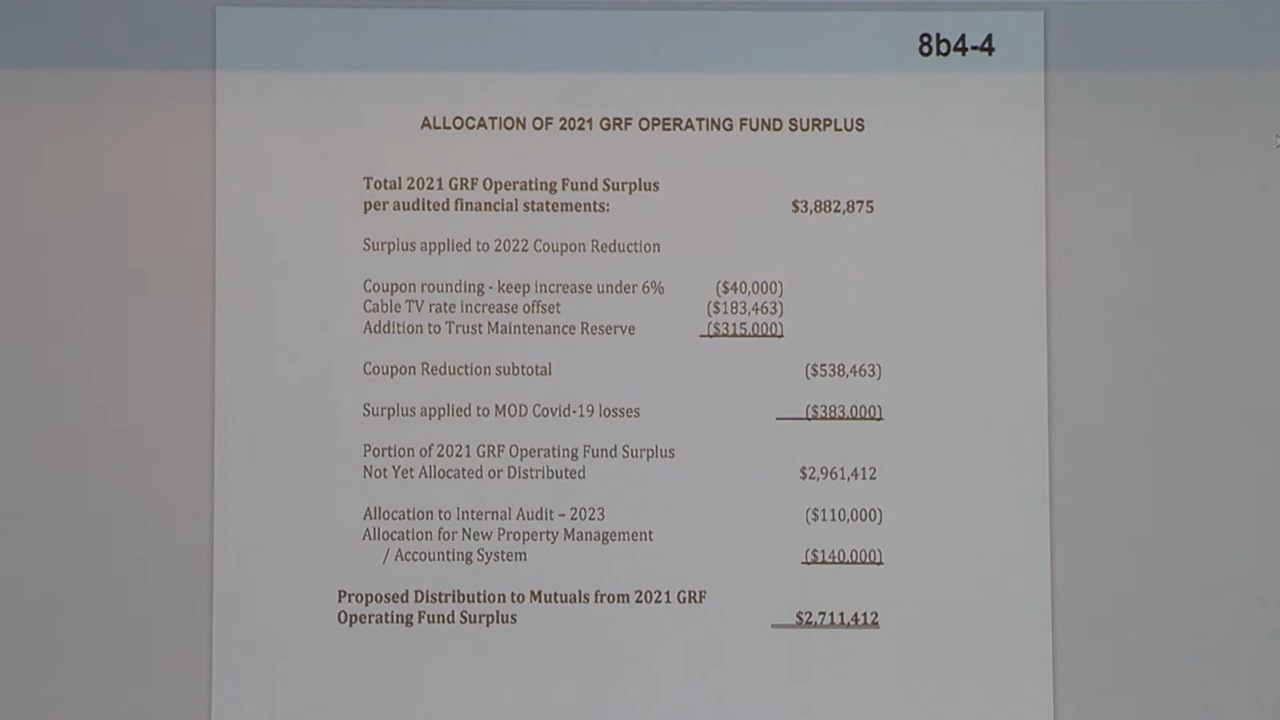 8b4-4
ALLOCATION OF 2021 GRF OPERATING FUND SURPLUS
Total 2021 GRF Operating Fund Surplus
per audited financial statements: $3,882,875
Surplus applied to 2022 Coupon Reduction
Coupon rounding - keep increase under 6% ($40,000)
Cable TV rate increase offset ($183,463)
Addition to Trust Maintenance Reserve ($315,000)
Coupon Reduction subtotal ($538,463)
Surplus applied to MOD Covid-19 losses ($383,000)
Portion of 2021 GRF Operating Fund Surplus
Not Yet Allocated or Distributed $2,961,412
Allocation to Internal Audit – 2023 ($110,000)
Allocation for New Property Management
/ Accounting System ($140,000)
Proposed Distribution to Mutuals from 2021 GRF
Operating Fund Surplus $2,711,412